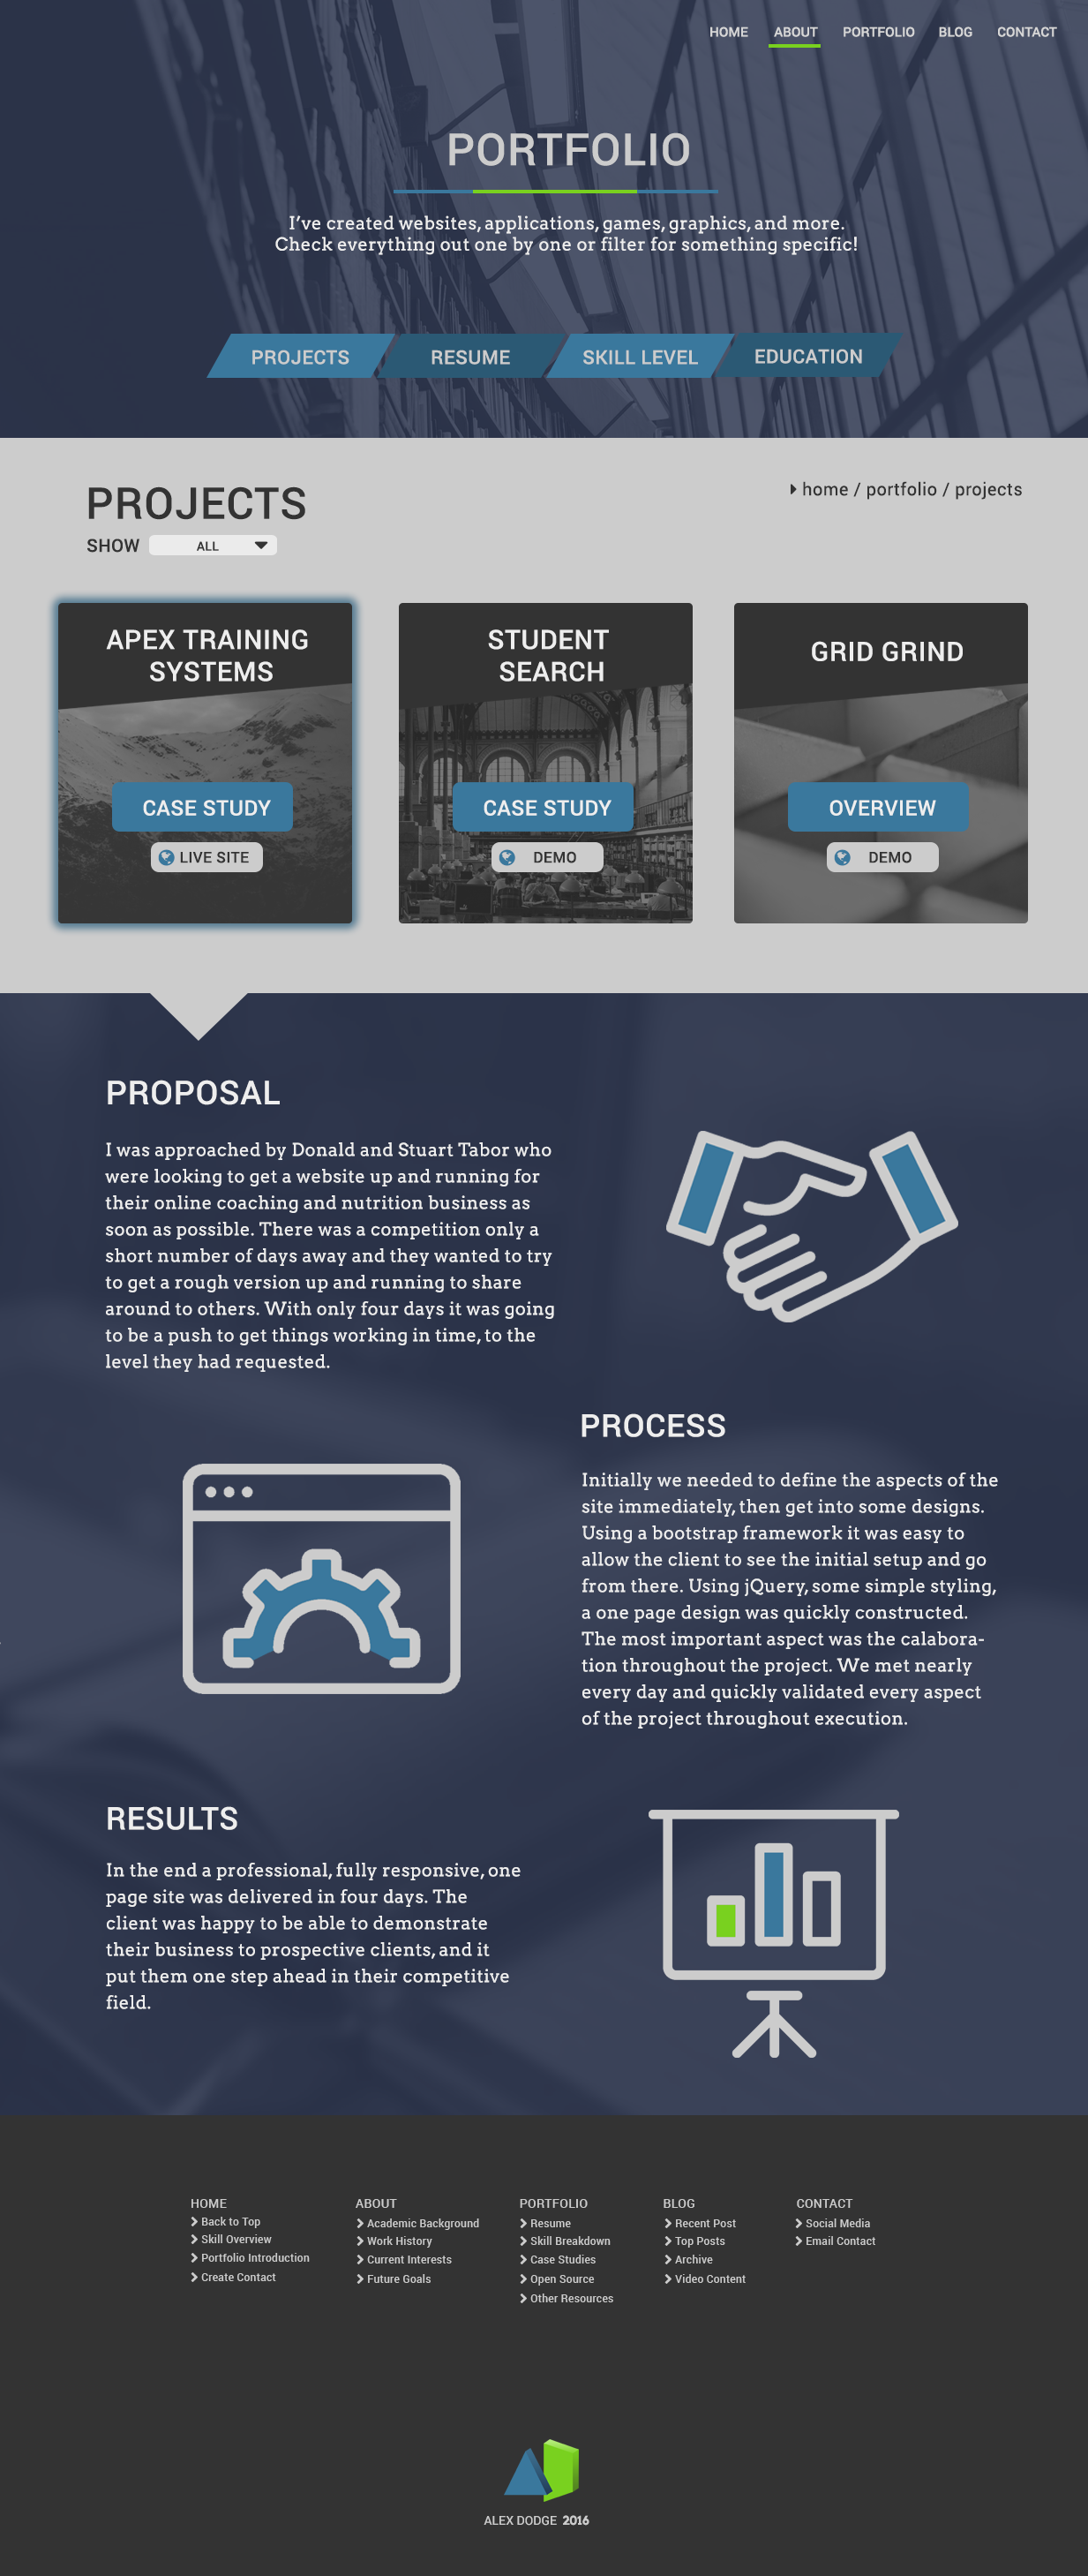 HOME ABOUT PORTFOLIO BLOG CONTACT
PORTFOLIO
I’ve created websites, applications, games, graphics, and more.
Check everything out one by one or filter for something specific!
PROJECTS RESUME SKILL LEVEL EDUCATION
PROJECTS
home / portfolio / projects
SHOW ALL
APEX TRAINING
SYSTEMS
CASE STUDY
LIVE SITE
STUDENT
SEARCH
CASE STUDY
DEMO
GRID GRIND
OVERVIEW
DEMO
PROPOSAL
I was approached by Donald and Stuart Tabor who
were looking to get a website up and running for
their online coaching and nutrition business as
soon as possible. There was a competition only a
short number of days away and they wanted to try
to get a rough version up and running to share
around to others. With only four days it was going
to be a push to get things working in time, to the
level they had requested.
PROCESS
Initially we needed to define the aspects of the
site immediately, then get into some designs.
Using a bootstrap framework it was easy to
allow the client to see the initial setup and go
from there. Using jQuery, some simple styling,
a one page design was quickly constructed.
The most important aspect was the calabora-
tion throughout the project. We met nearly
every day and quickly validated every aspect
of the project throughout execution.
RESULTS
In the end a professional, fully responsive, one
page site was delivered in four days. The
client was happy to be able to demonstrate
their business to prospective clients, and it
put them one step ahead in their competitive
field.
HOME
Back to Top
Skill Overview
Portfolio Introduction
Create Contact
ABOUT
Academic Background
Work History
Current Interests
Future Goals
PORTFOLIO
Resume
Skill Breakdown
Case Studies
Open Source
Other Resources
BLOG
Recent Post
Top Posts
Archive
Video Content
CONTACT
Social Media
Email Contact
ALEX DODGE 2016